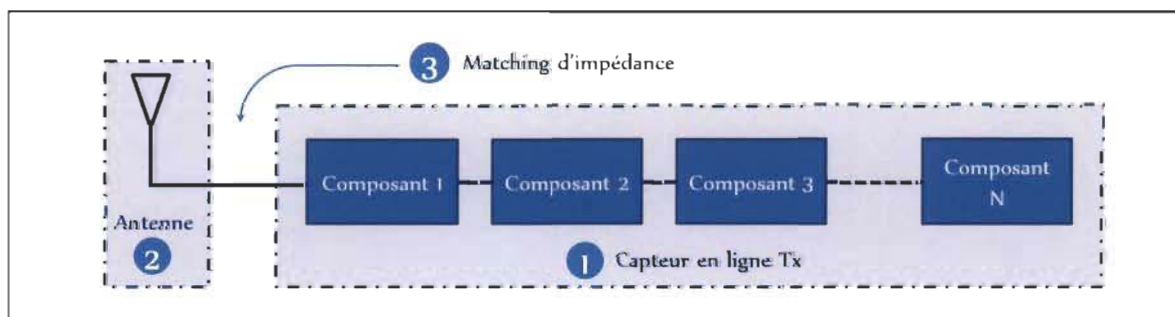 3 Matching d'impédance
Composant 1
Composant 2
Composant 3
Composant
N
Antenne
2
1 Capteur en ligne Tx